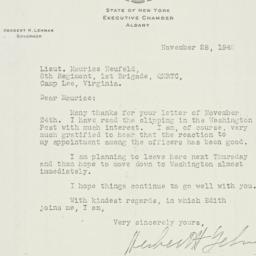 STATE OF NEW YORK
EXECUTIVE CHAMBER
ALBANY
HERBERT H. LEHMAN
GOVERNOR
November 28, 194
Lieut. Maurice Neufeld,
8th Regiment, 1st Brigade, QMRTC,
Camp Lee, Virginia.
Dear Maurice:
Many thanks for your letter of November
24th. I have read the clipping in the Washington
Post with much interest. I am, of course, very
much gratified to hear that the reaction to
my appointment among the officers has been good.
I am planning to leave here next Thursday
and then hope to move down to Washington almost
immediately.
I hope things continue to go well with you.
With kindest regards, in which Edith
joins me, I am,
Very sincerely yours,
Herbert H Lehm